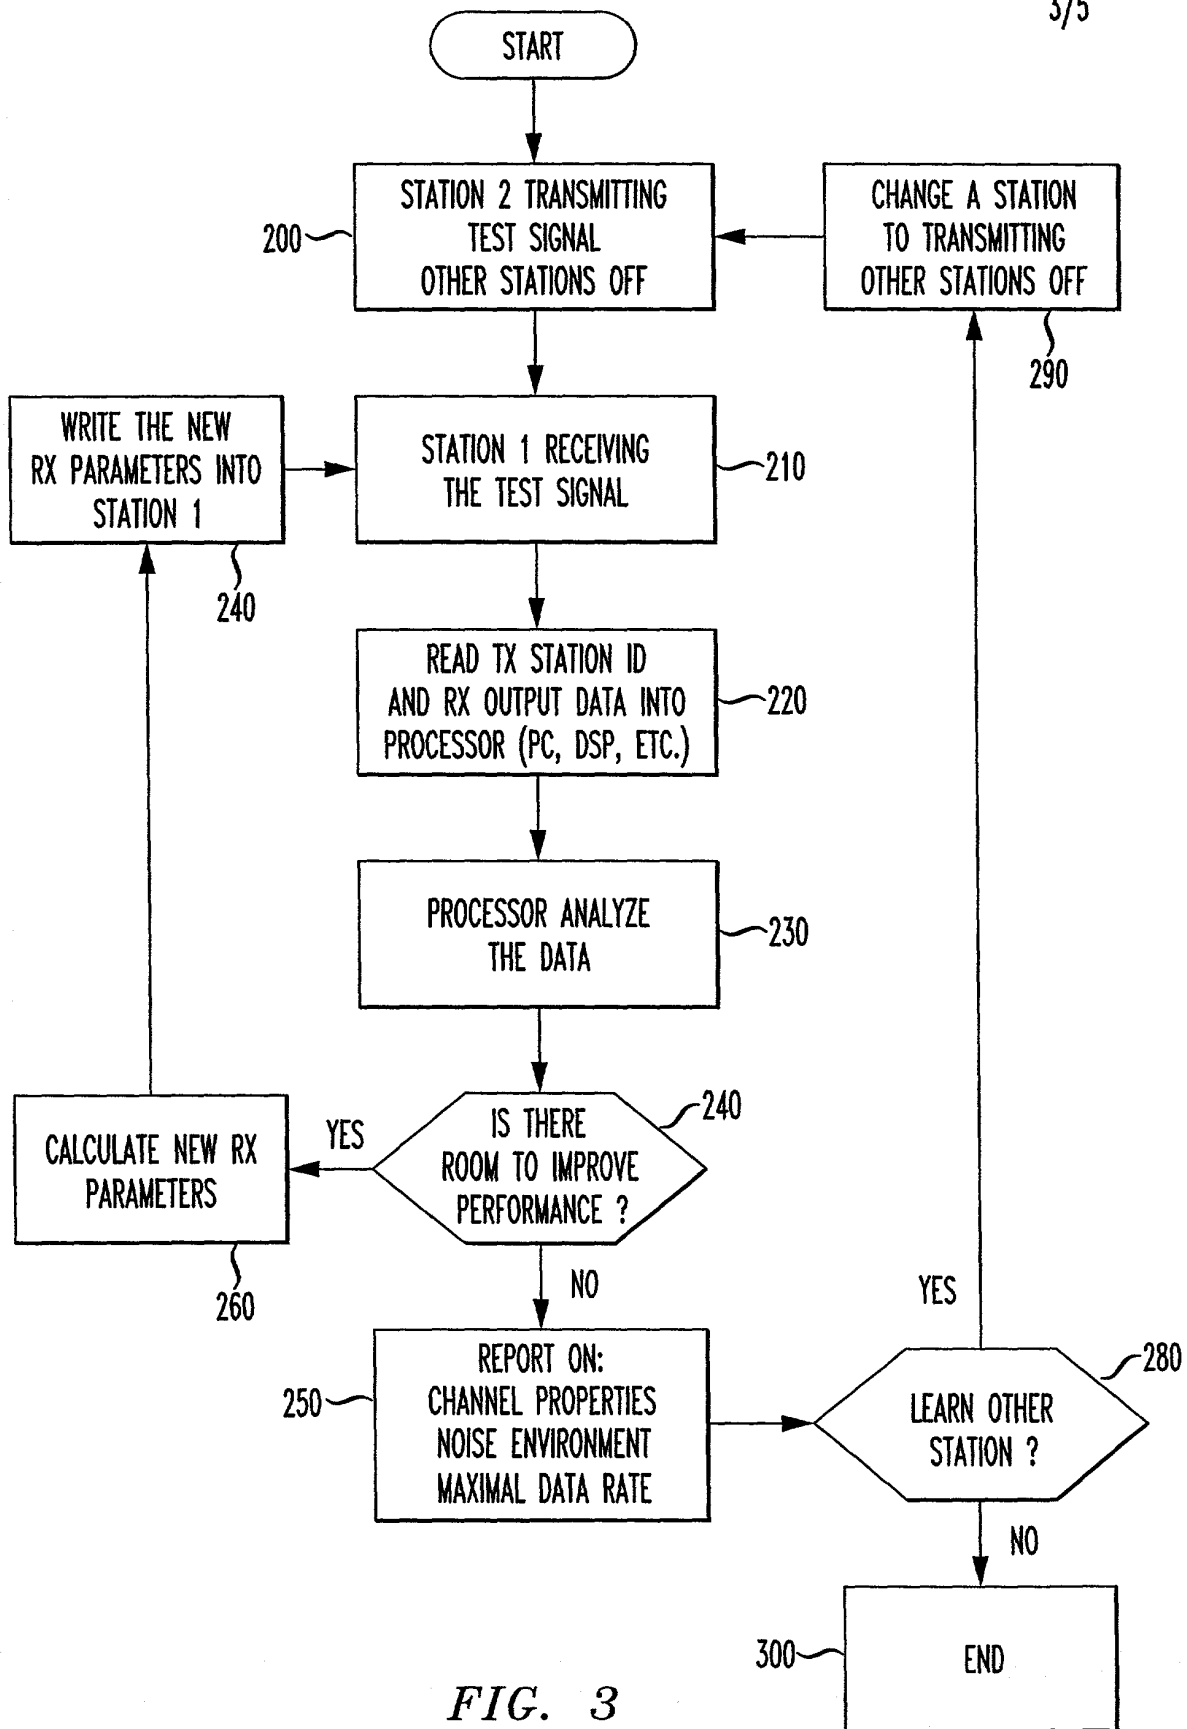 3/5
START
STATION 2 TRANSMITTING
TEST SIGNAL
OTHER STATIONS OFF
200
CHANGE A STATION
TO TRANSMITTING
OTHER STATIONS OFF
290
WRITE THE NEW
RX PARAMETERS INTO
STATION 1
240
STATION 1 RECEIVING
THE TEST SIGNAL
210
READ TX STATION ID
AND RX OUTPUT DATA INTO
PROCESSOR (PC, DSP, ETC.)
220
PROCESSOR ANALYZE
THE DATA
230
IS THERE
ROOM TO IMPROVE
PERFORMANCE ?
240
YES
CALCULATE NEW RX
PARAMETERS
260
NO
REPORT ON:
CHANNEL PROPERTIES
NOISE ENVIRONMENT
MAXIMAL DATA RATE
250
YES
LEARN OTHER
STATION ?
280
NO
END
300
FIG. 3